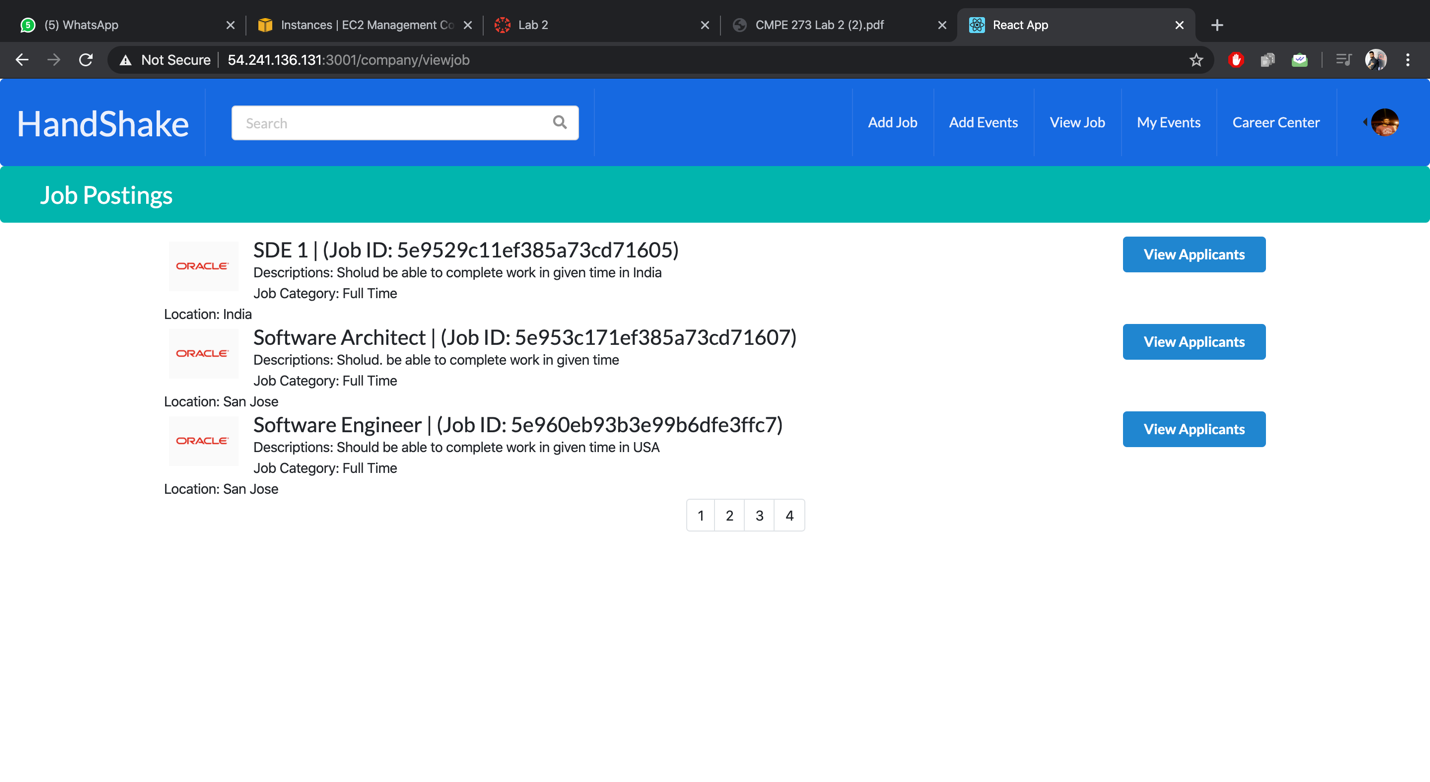 5 (5) WhatsApp
Instances | EC2 Management Co
Lab 2
CMPE 273 Lab 2 (2).pdf
React App
Not Secure 54.241.136.131:3001/company/viewjob
HandShake
Search
Add Job
Add Events
View Job
My Events
Career Center
Job Postings
ORACLE
SDE 1 | (Job ID: 5e9529c11ef385a73cd71605)
Descriptions: Sholud be able to complete work in given time in India
Job Category: Full Time
View Applicants
Location: India
ORACLE
Software Architect | (Job ID: 5e953c171ef385a73cd71607)
Descriptions: Sholud. be able to complete work in given time
Job Category: Full Time
View Applicants
Location: San Jose
ORACLE
Software Engineer | (Job ID: 5e960eb93b3e99b6dfe3ffc7)
Descriptions: Should be able to complete work in given time in USA
Job Category: Full Time
View Applicants
Location: San Jose
1 2 3 4